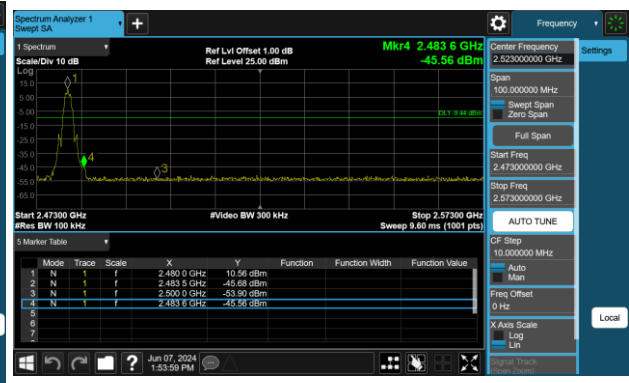 Spectrum Analyzer 1
Swept SA
+
Frequency
1 Spectrum
Scale/Div 10 dB
Ref Lvl Offset 1.00 dB
Ref Level 25.00 dBm
Mkr4 2.483 6 GHz
-45.56 dBm
Log
15.0
5.00
-5.00
-15.0
-25.0
-35.0
-45.0
-55.0
-65.0
1
4
3
DL1 -9.44 dBm
Start 2.47300 GHz
#Res BW 100 kHz
#Video BW 300 kHz
Stop 2.57300 GHz
Sweep 9.60 ms (1001 pts)
5 Marker Table
Mode Trace Scale X Y Function Function Width Function Value
1 N 1 f 2.480 0 GHz 10.56 dBm
2 N 1 f 2.483 5 GHz -45.68 dBm
3 N 1 f 2.500 0 GHz -53.90 dBm
4 N 1 f 2.483 6 GHz -45.56 dBm
5
6
7
Jun 07, 2024
1:53:59 PM
?
Center Frequency
2.523000000 GHz
Span
100.000000 MHz
Swept Span
Zero Span
Full Span
Start Freq
2.473000000 GHz
Stop Freq
2.573000000 GHz
AUTO TUNE
CF Step
10.000000 MHz
Auto
Man
Freq Offset
0 Hz
X Axis Scale
Log
Lin
Signal Track
(Span Zoom)
Settings
Local